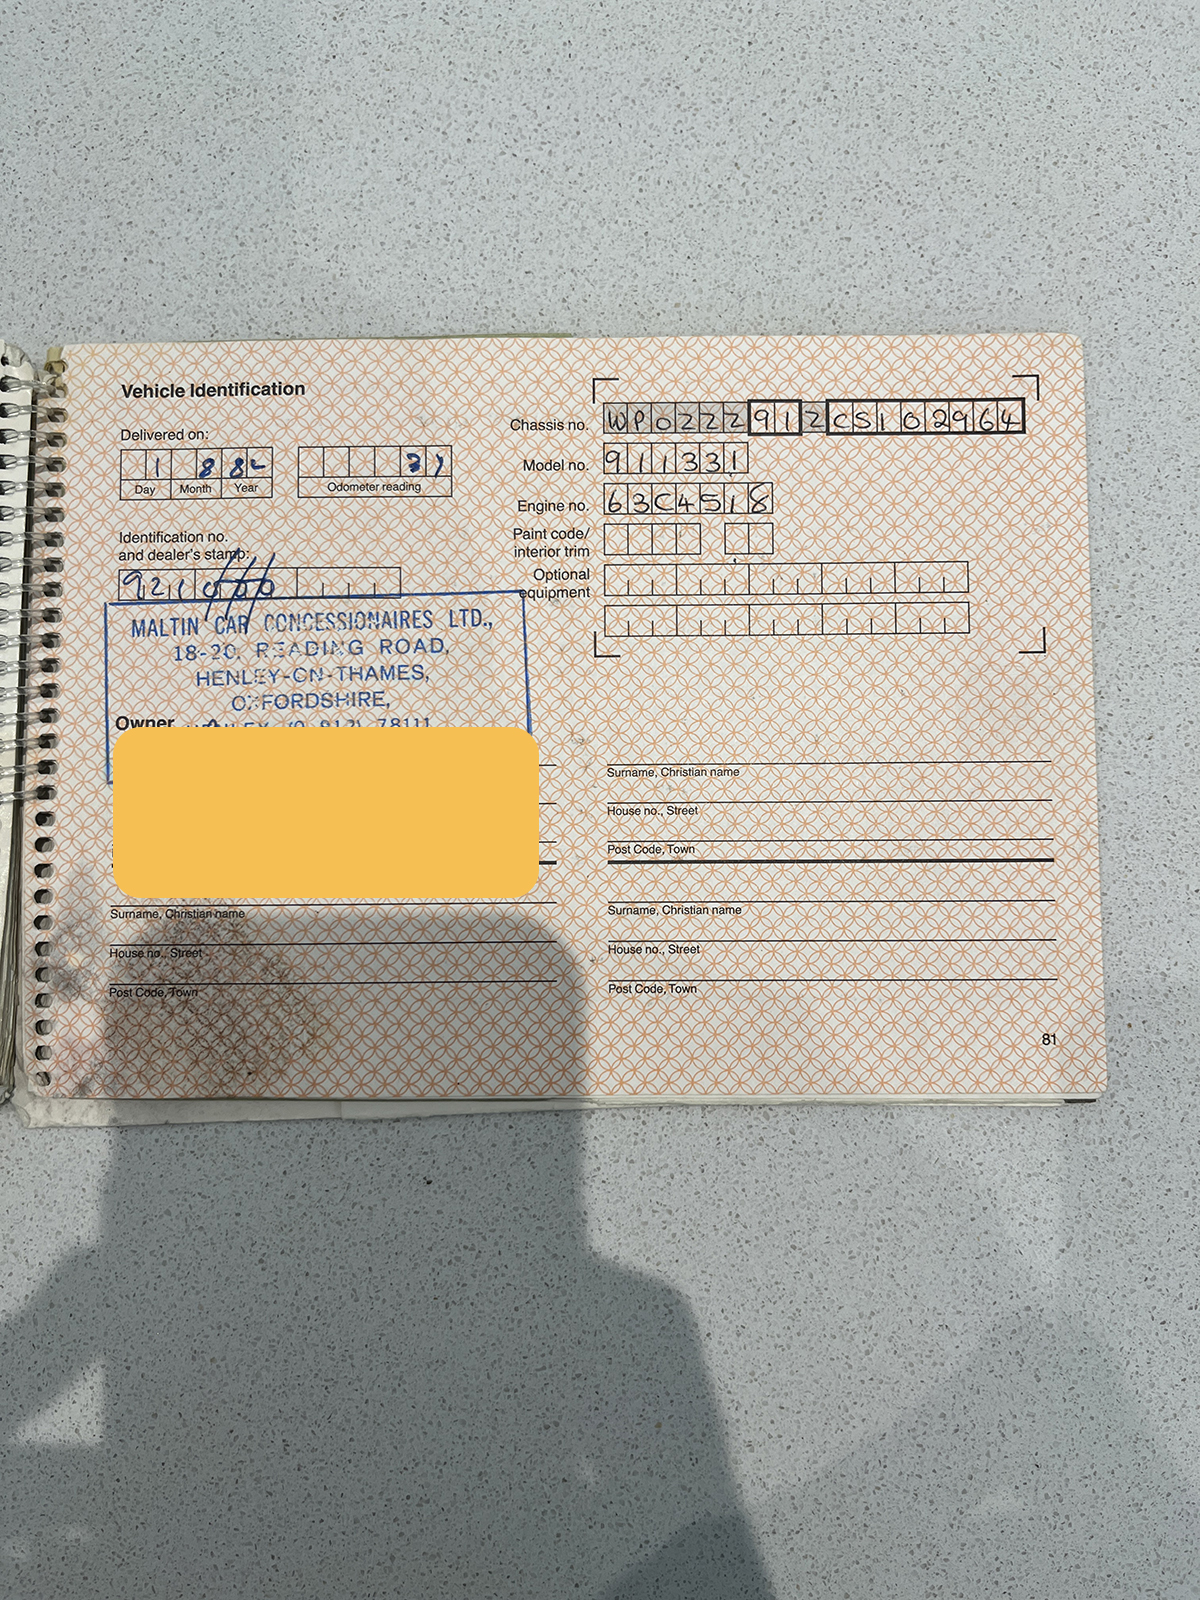 Vehicle Identification
Delivered on:
1 8 82
Day Month Year
Odometer reading
Identification no.
and dealer's stamp:
MALTIN CAR CONCESSIONAIRES LTD.,
18-20, READING ROAD,
HENLEY-ON-THAMES,
OXFORDSHIRE,
78111
Owner
Chassis no. WP0ZZZ91ZCS102964
Model no. 911331
Engine no. 63C4518
Paint code/
interior trim
Optional
equipment
Surname, Christian name
House no., Street
Post Code, Town
Surname, Christian name
House no., Street
Post Code, Town
Surname, Christian name
House no., Street
Post Code, Town
81